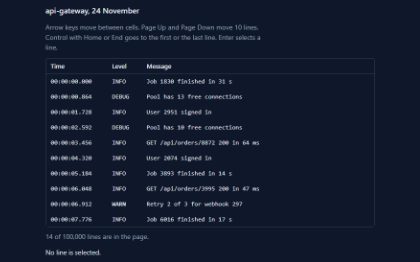 api-gateway, 24 November
Arrow keys move between cells. Page Up and Page Down move 10 lines.
Control with Home or End goes to the first or the last line. Enter selects a
line.
Time Level Message
00:00:00.000 INFO Job 1830 finished in 31 s
00:00:00.864 DEBUG Pool has 13 free connections
00:00:01.728 INFO User 2951 signed in
00:00:02.592 DEBUG Pool has 10 free connections
00:00:03.456 INFO GET /api/orders/8872 200 in 64 ms
00:00:04.320 INFO User 2074 signed in
00:00:05.184 INFO Job 3893 finished in 14 s
00:00:06.048 INFO GET /api/orders/3995 200 in 47 ms
00:00:06.912 WARN Retry 2 of 3 for webhook 297
00:00:07.776 INFO Job 6016 finished in 17 s
14 of 100,000 lines are in the page.
No line is selected.